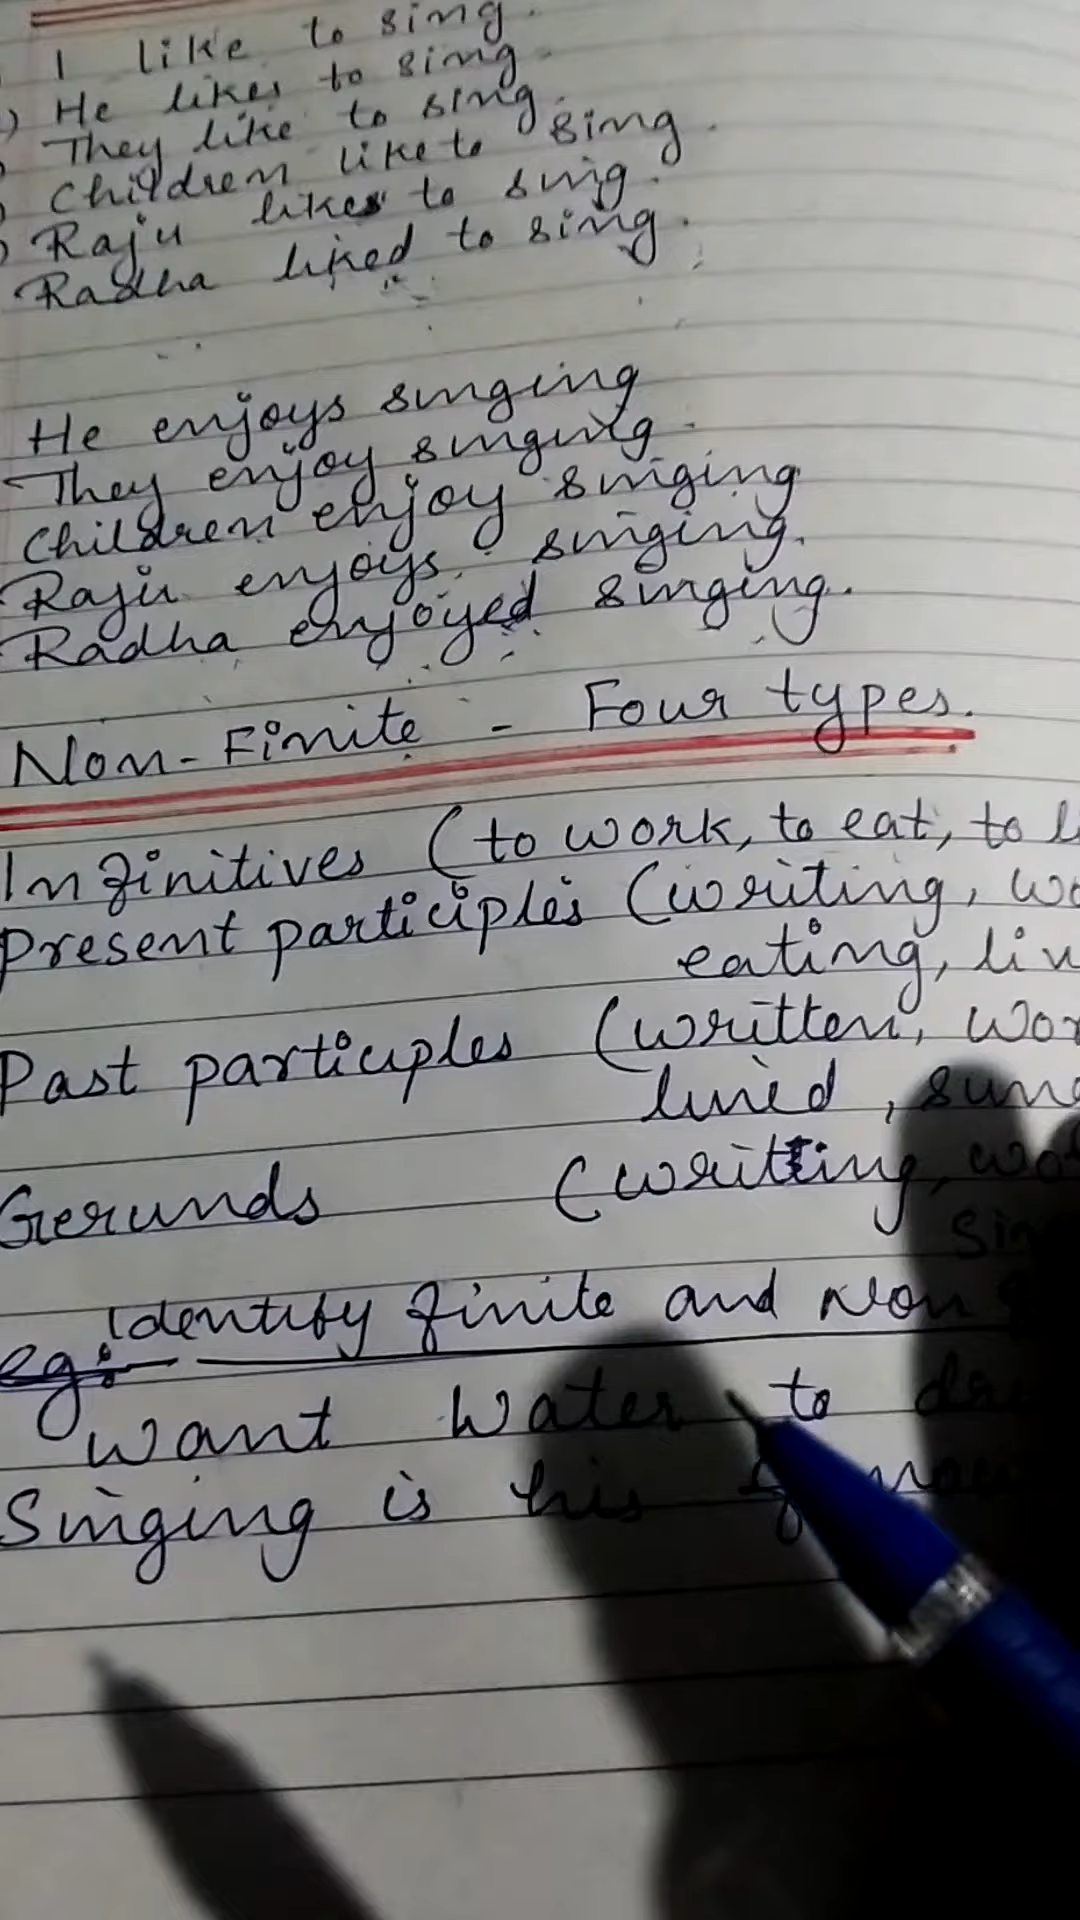 I like to sing.
) He likes to sing.
They like to sing.
Children like to sing.
) Raju likes to sing.
Radha liked to sing.
He enjoys singing
They enjoy singing.
Children enjoy singing
Raju enjoys singing.
Radha enjoyed singing.
Non-Finite - Four types.
Infinitives (to work, to eat, to
Present participles (writing,
eating,
Past participles (written,
lived, sung
Gerunds (writing,
eg:- Identify finite and Non
want water to
Singing is his